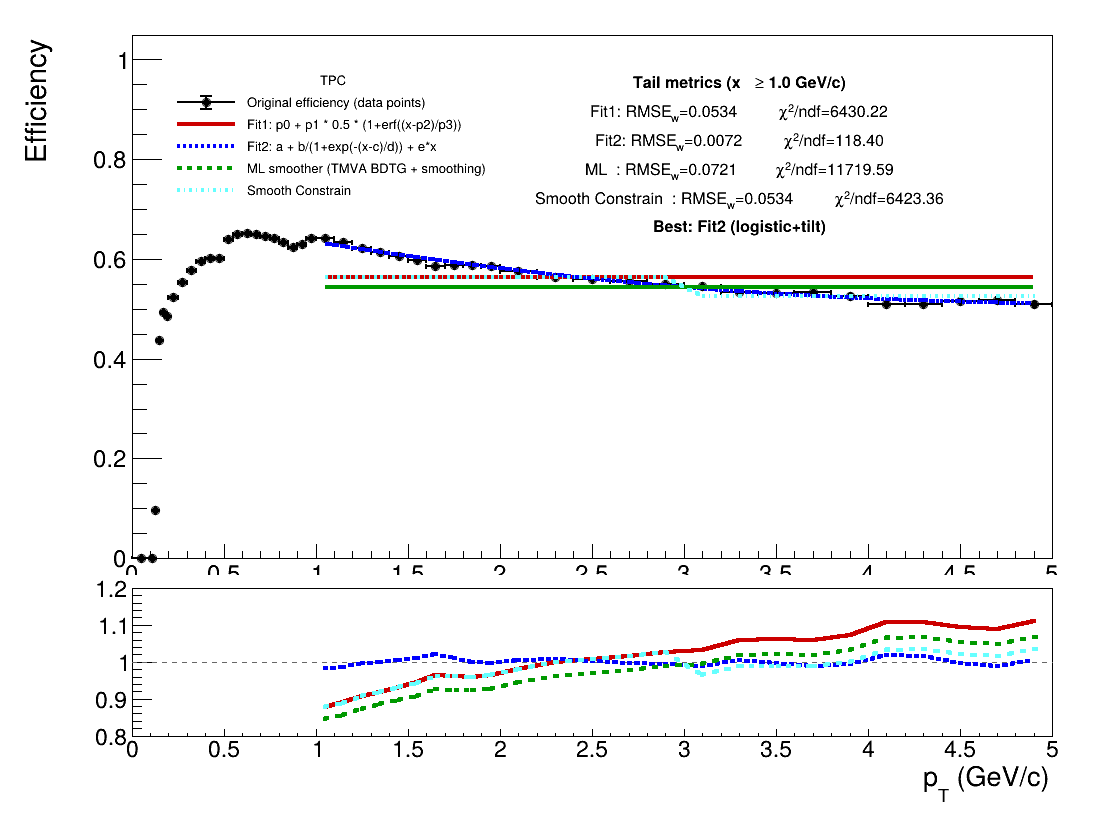 Efficiency
1
0.8
0.6
0.4
0.2
0
TPC
Original efficiency (data points)
Fit1: p0 + p1 * 0.5 * (1+erf((x-p2)/p3))
Fit2: a + b/(1+exp(-(x-c)/d)) + e*x
ML smoother (TMVA BDTG + smoothing)
Smooth Constrain
Tail metrics (x ≥ 1.0 GeV/c)
Fit1: RMSE_w=0.0534 χ²/ndf=6430.22
Fit2: RMSE_w=0.0072 χ²/ndf=118.40
ML : RMSE_w=0.0721 χ²/ndf=11719.59
Smooth Constrain : RMSE_w=0.0534 χ²/ndf=6423.36
Best: Fit2 (logistic+tilt)
0 0.5 1 1.5 2 2.5 3 3.5 4 4.5 5
1.2
1.1
1
0.9
0.8
0 0.5 1 1.5 2 2.5 3 3.5 4 4.5 5
p_T (GeV/c)